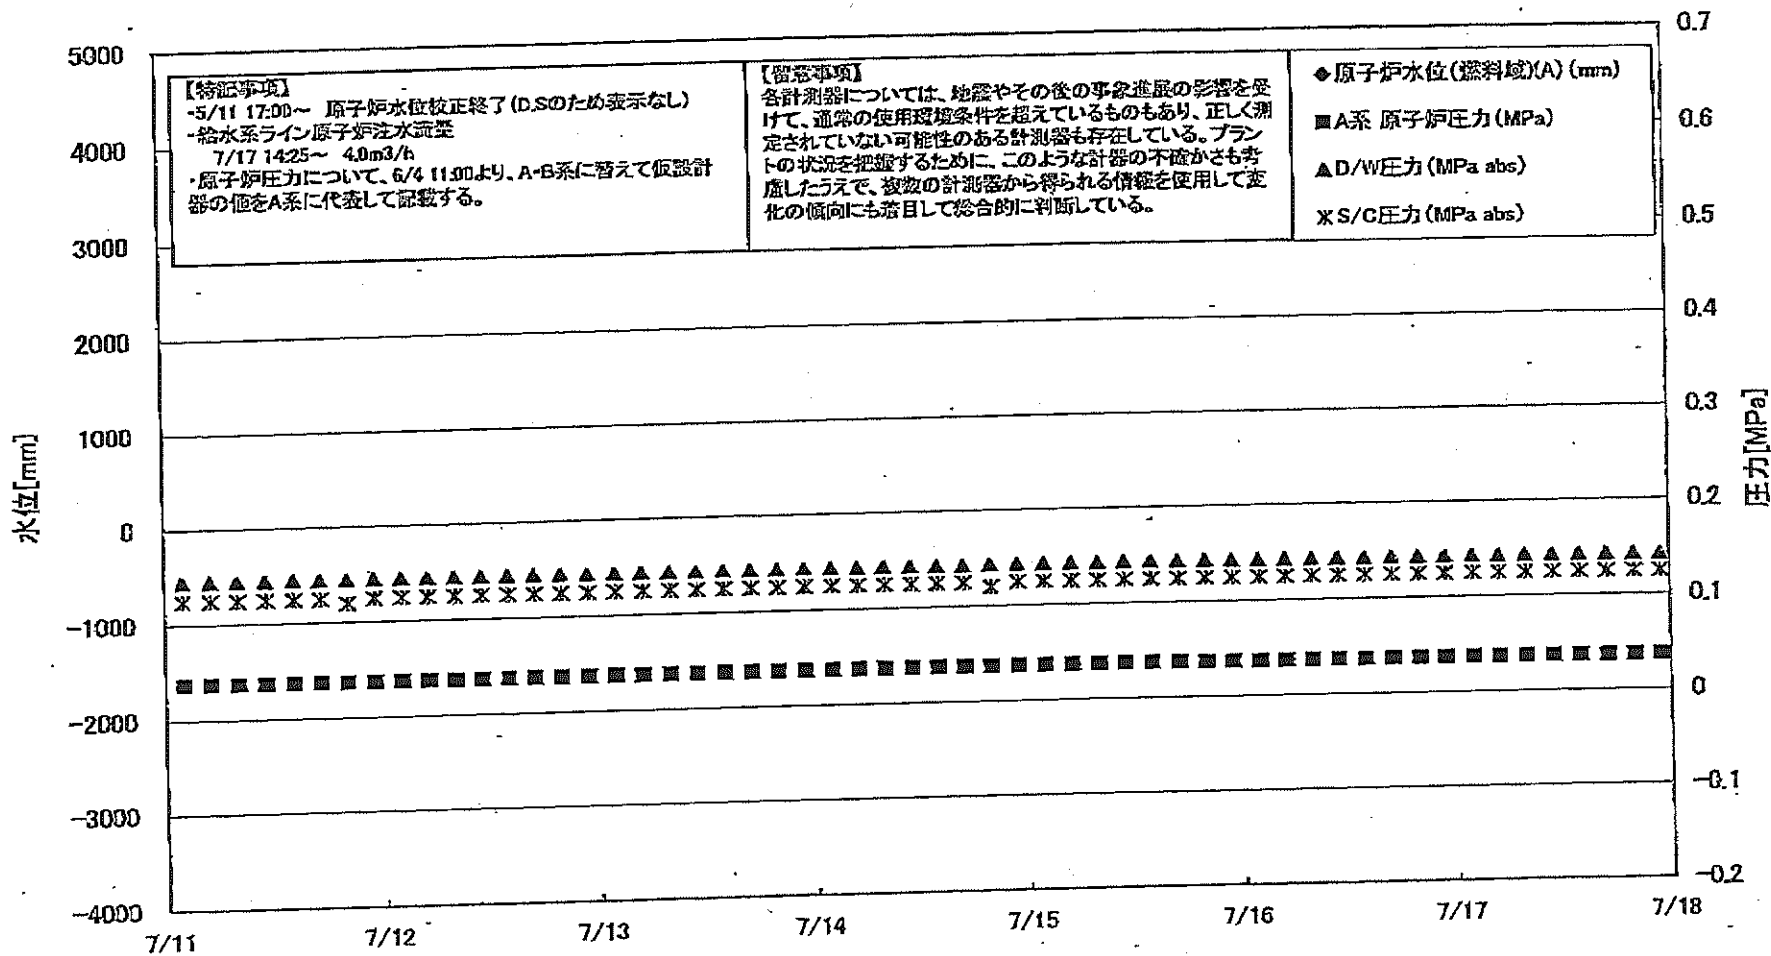 【特記事項】
・5/11 17:00～ 原子炉水位校正終了(D.Sのため表示なし)
・給水系ライン原子炉注水流量
7/17 14:25～ 4.0m3/h
・原子炉圧力について、6/4 11:00より、A・B系に替えて仮設計
器の値をA系に代表して記載する。
【留意事項】
各計測器については、地震やその後の事象進展の影響を受
けて、通常の使用環境条件を超えているものもあり、正しく測
定されていない可能性のある計測器も存在している。プラン
トの状況を把握するために、このような計器の不確かさも考
慮したうえで、複数の計測器から得られる情報を使用して変
化の傾向にも着目して総合的に判断している。
◆原子炉水位(燃料域)(A)(mm)
■A系 原子炉圧力(MPa)
▲D/W圧力(MPa abs)
S/C圧力(MPa abs)
水位[mm]
5000
4000
3000
2000
1000
0
-1000
-2000
-3000
-4000
圧力[MPa]
0.7
0.6
0.5
0.4
0.3
0.2
0.1
0
-0.1
-0.2
7/11
7/12
7/13
7/14
7/15
7/16
7/17
7/18